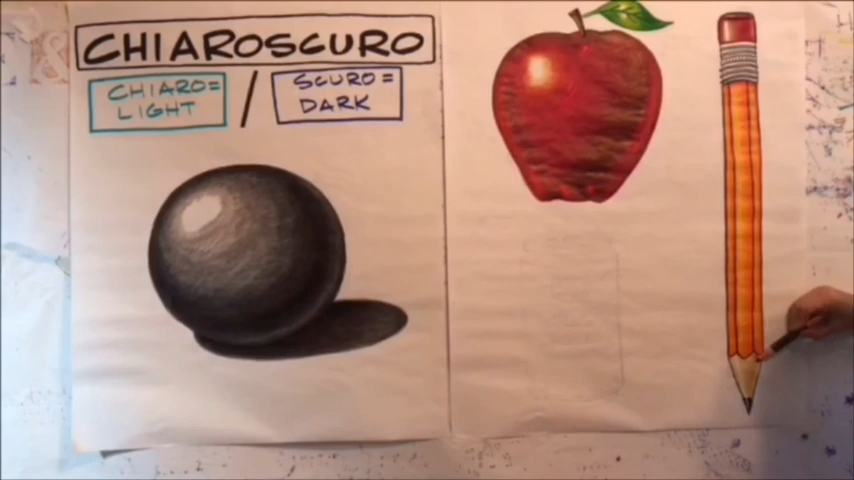 CHIAROSCURO
CHIARO=
LIGHT
/
SCURO=
DARK